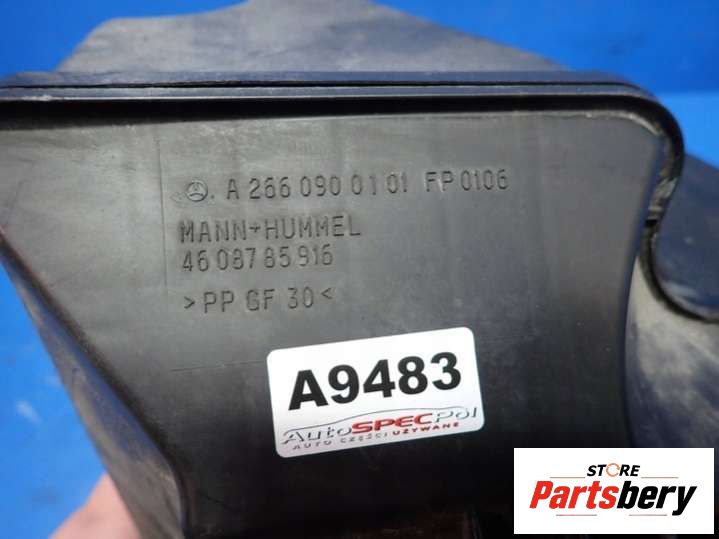 A 266 090 01 01 FP 0106
MANN+HUMMEL
46 087 85 916
>PP GF 30<
A9483
AutoSPECPol
AUTO CZĘŚCI UŻYWANE
STORE
Partsbery